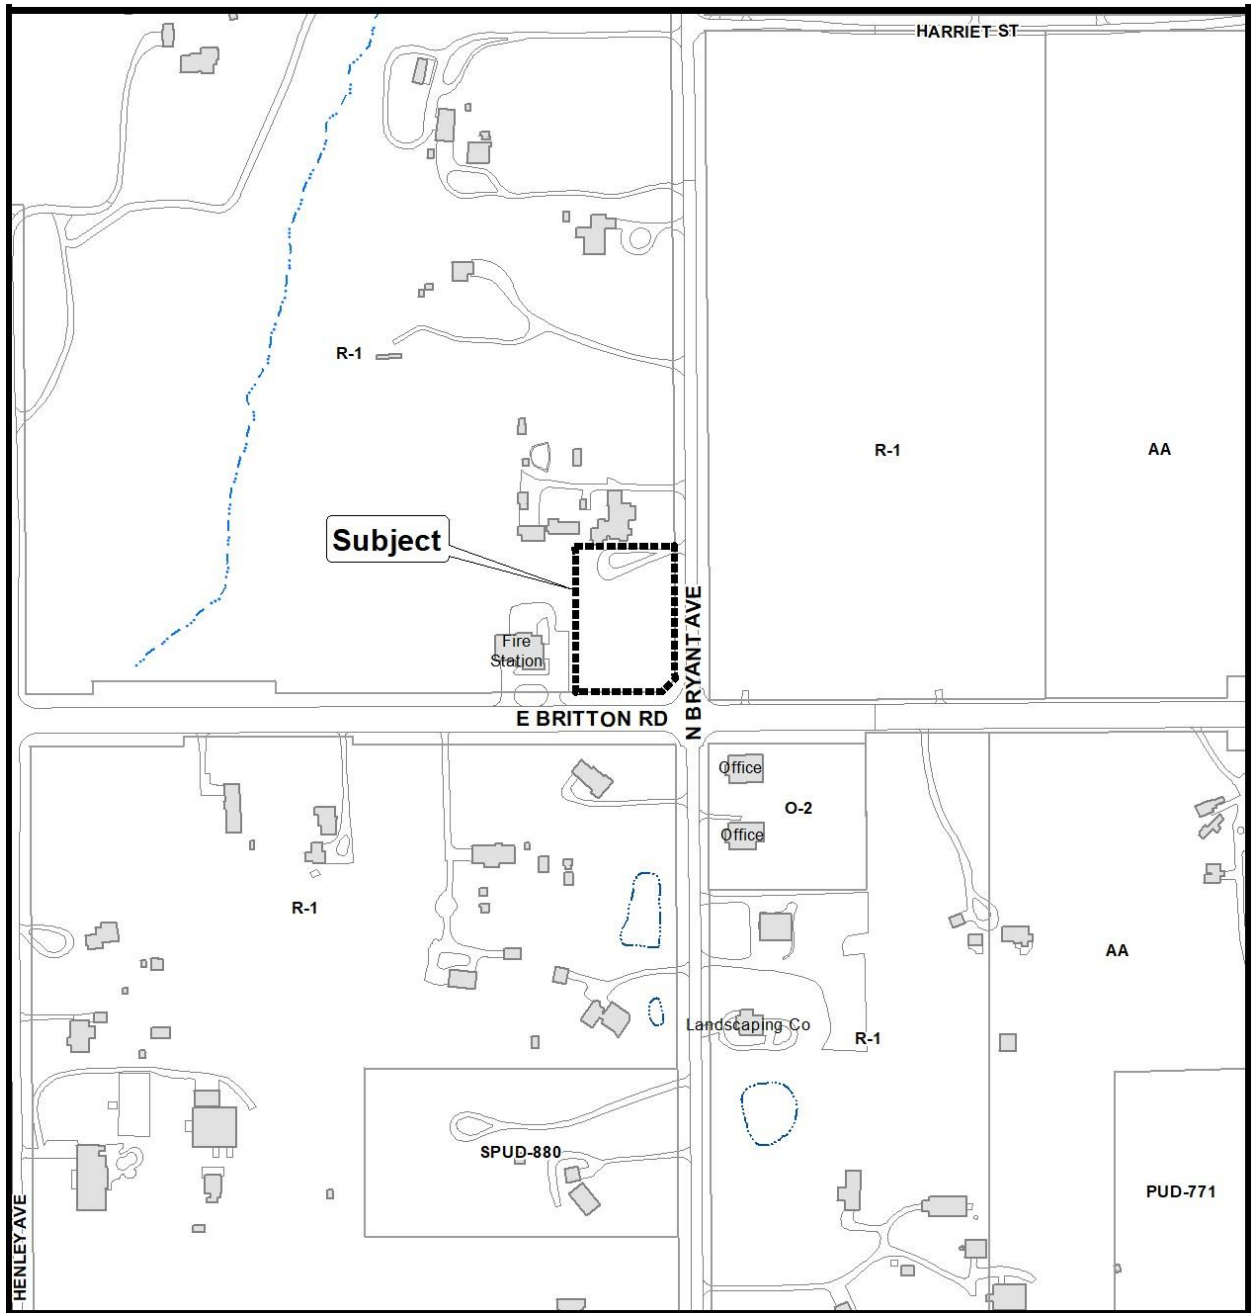 HARRIET ST
R-1
R-1
AA
Subject
N BRYANT AVE
Fire
Station
E BRITTON RD
Office
O-2
Office
R-1
AA
Landscaping Co
R-1
SPUD-880
PUD-771
HENLEY AVE